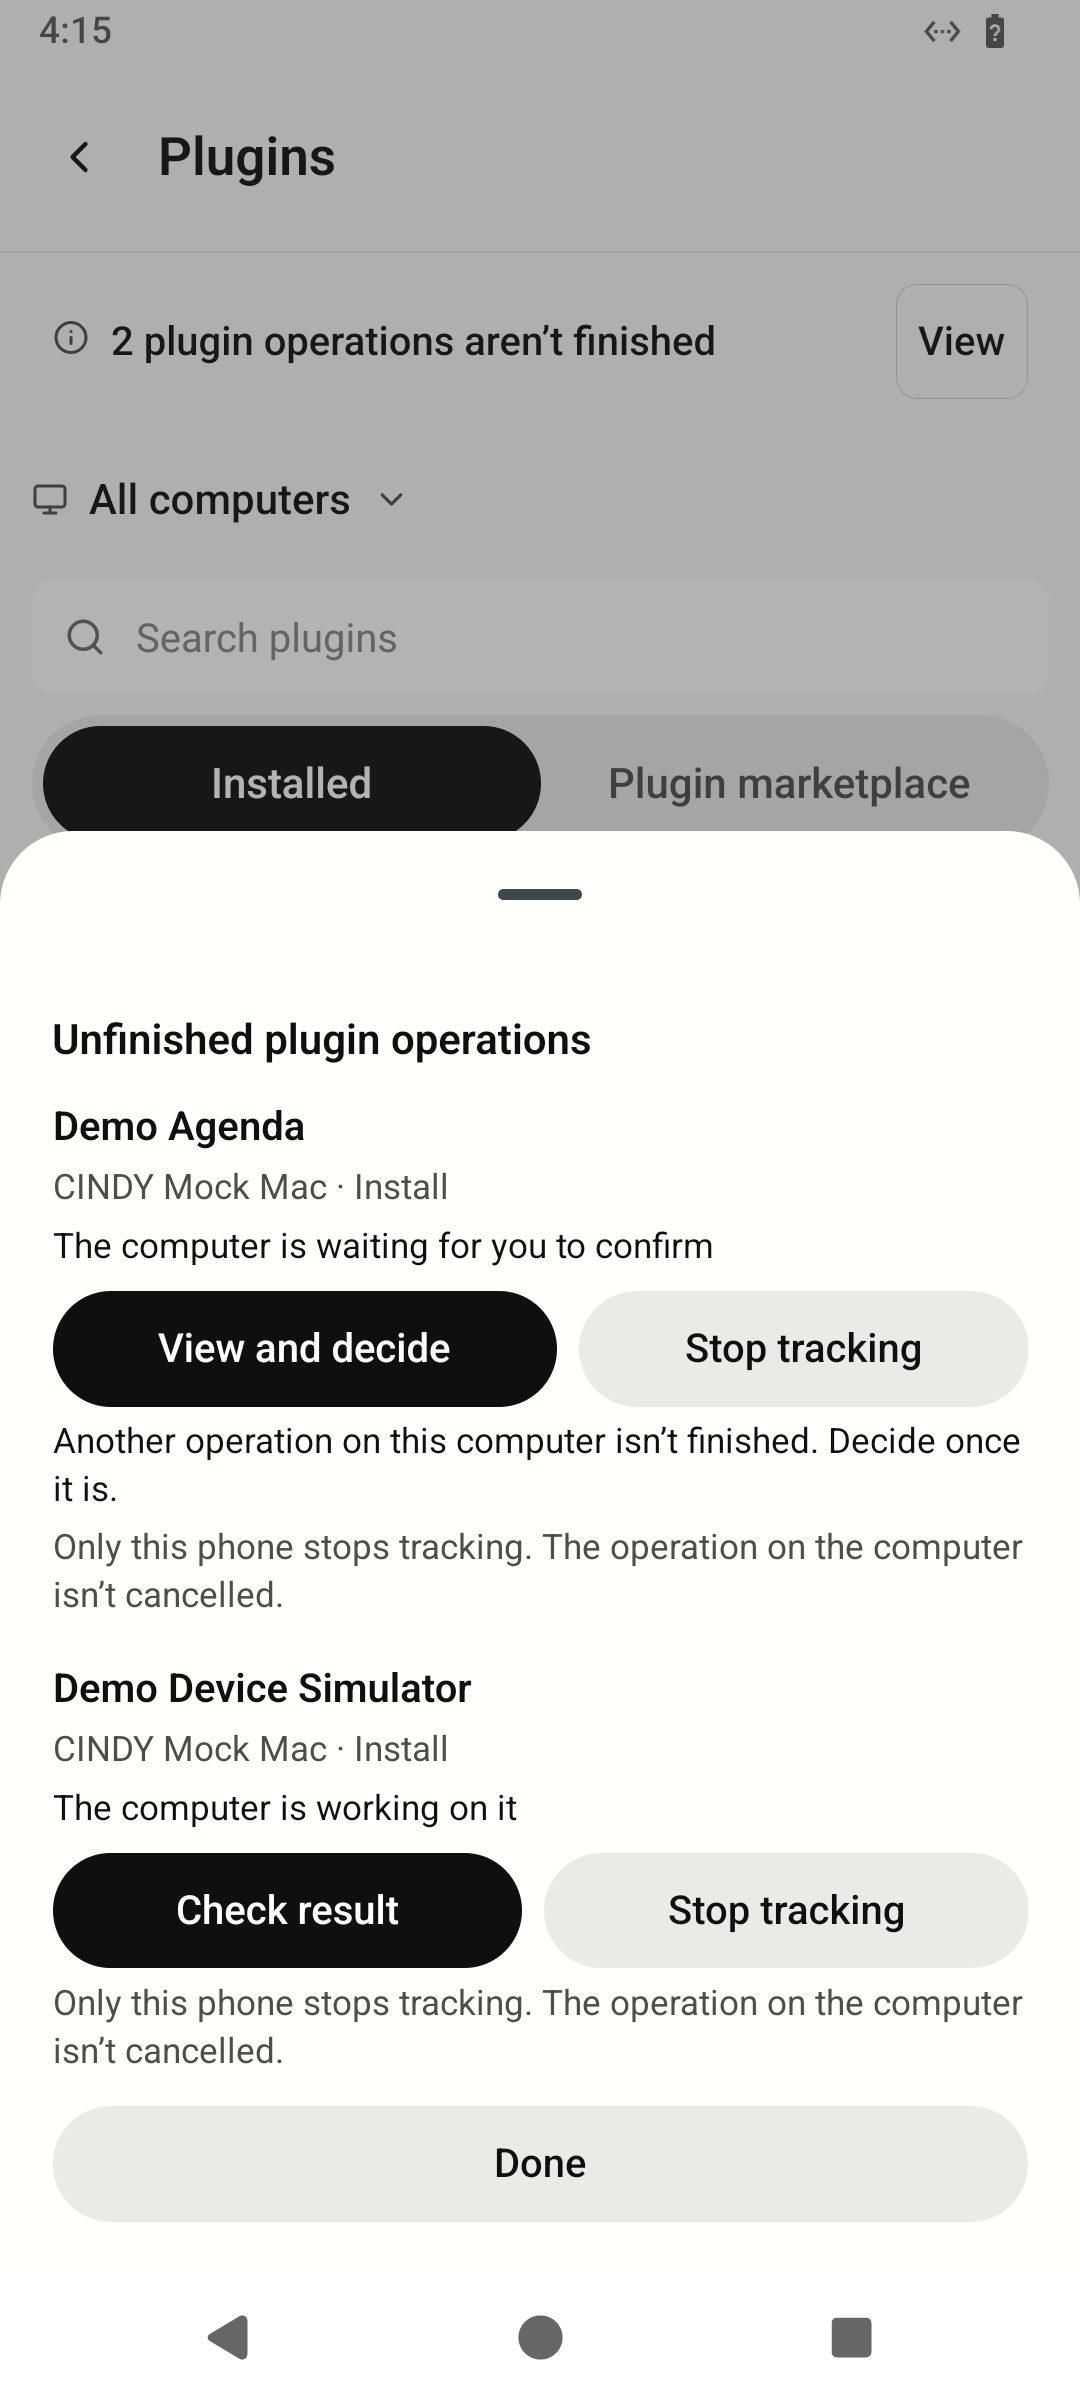 4:15
Plugins
2 plugin operations aren’t finished
View
All computers
Search plugins
Installed
Plugin marketplace
Unfinished plugin operations
Demo Agenda
CINDY Mock Mac · Install
The computer is waiting for you to confirm
View and decide
Stop tracking
Another operation on this computer isn’t finished. Decide once
it is.
Only this phone stops tracking. The operation on the computer
isn’t cancelled.
Demo Device Simulator
CINDY Mock Mac · Install
The computer is working on it
Check result
Stop tracking
Only this phone stops tracking. The operation on the computer
isn’t cancelled.
Done